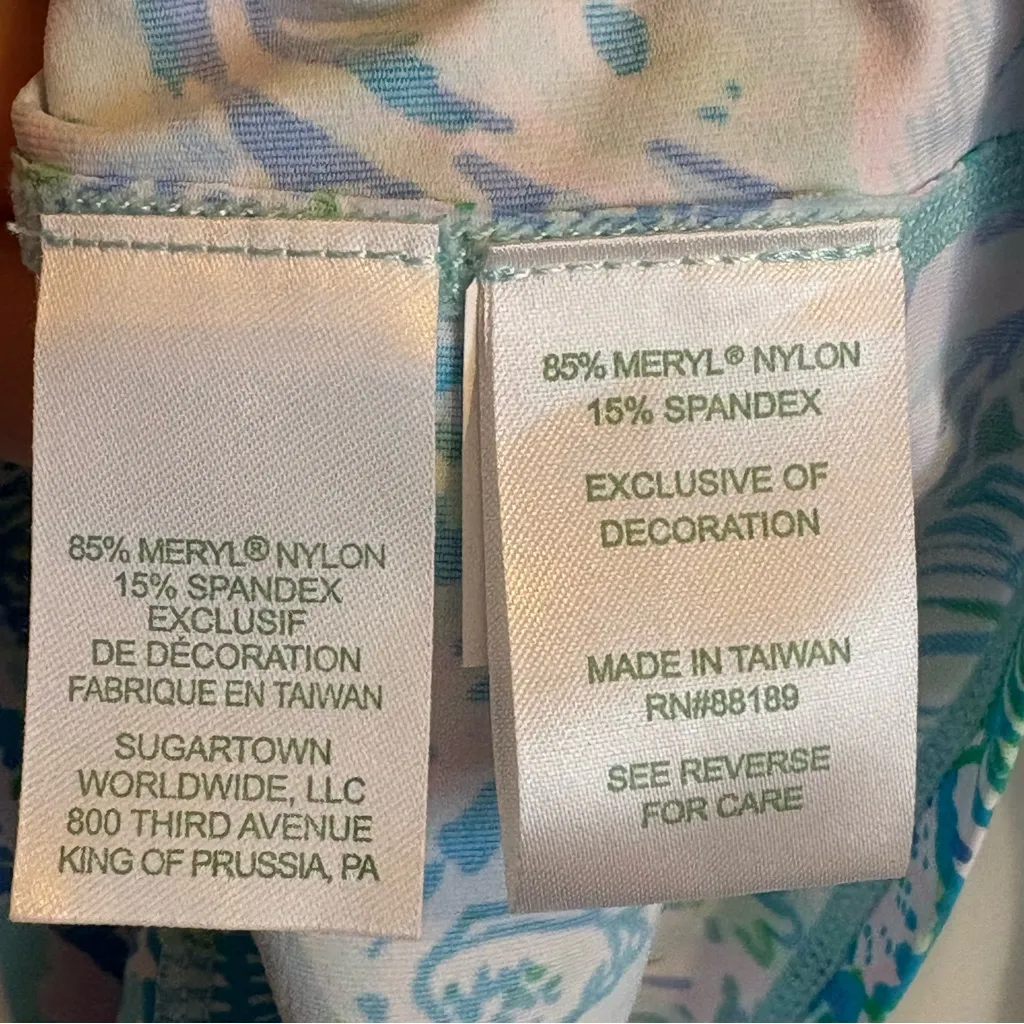 85% MERYL® NYLON
15% SPANDEX
EXCLUSIF
DE DÉCORATION
FABRIQUE EN TAIWAN
SUGARTOWN
WORLDWIDE, LLC
800 THIRD AVENUE
KING OF PRUSSIA, PA
85% MERYL® NYLON
15% SPANDEX
EXCLUSIVE OF
DECORATION
MADE IN TAIWAN
RN#88189
SEE REVERSE
FOR CARE